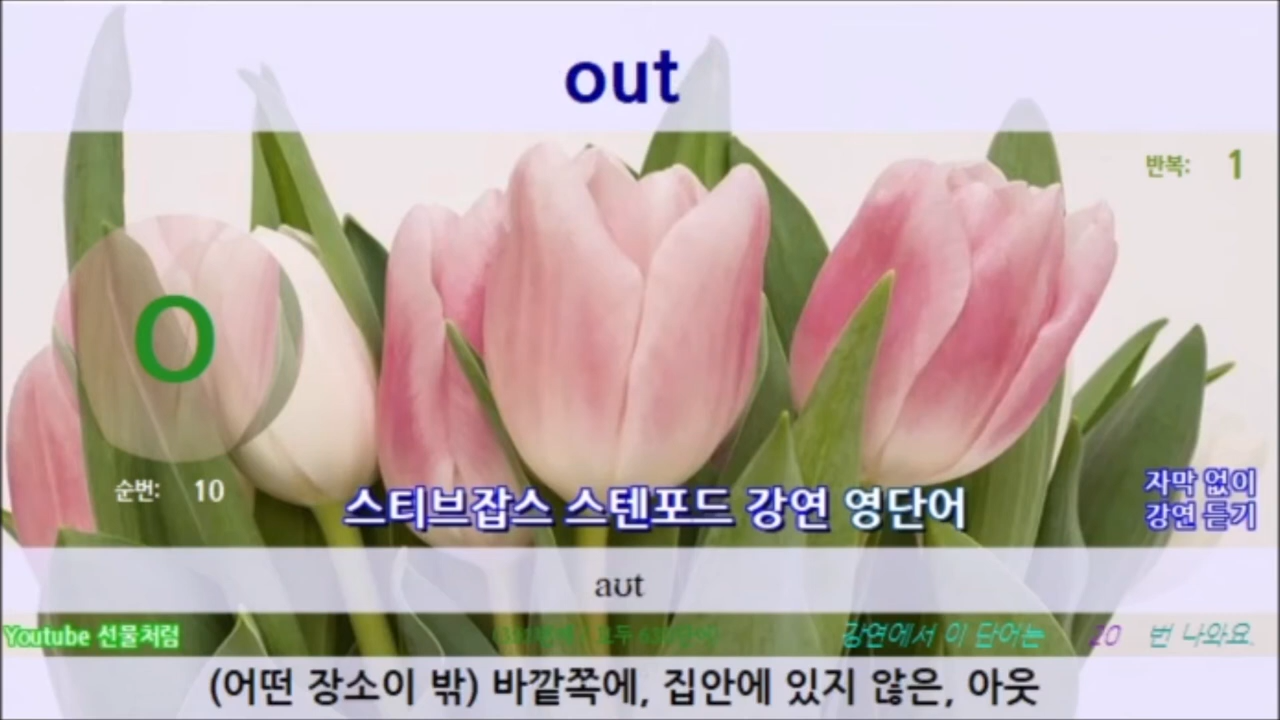 out
반복: 1
O
순번: 10
스티브잡스 스텐포드 강연 영단어
자막 없이
강연 듣기
aʊt
Youtube 선물처럼
강연에서 이 단어는 20 번 나와요.
(어떤 장소이 밖) 바깥쪽에, 집안에 있지 않은, 아웃